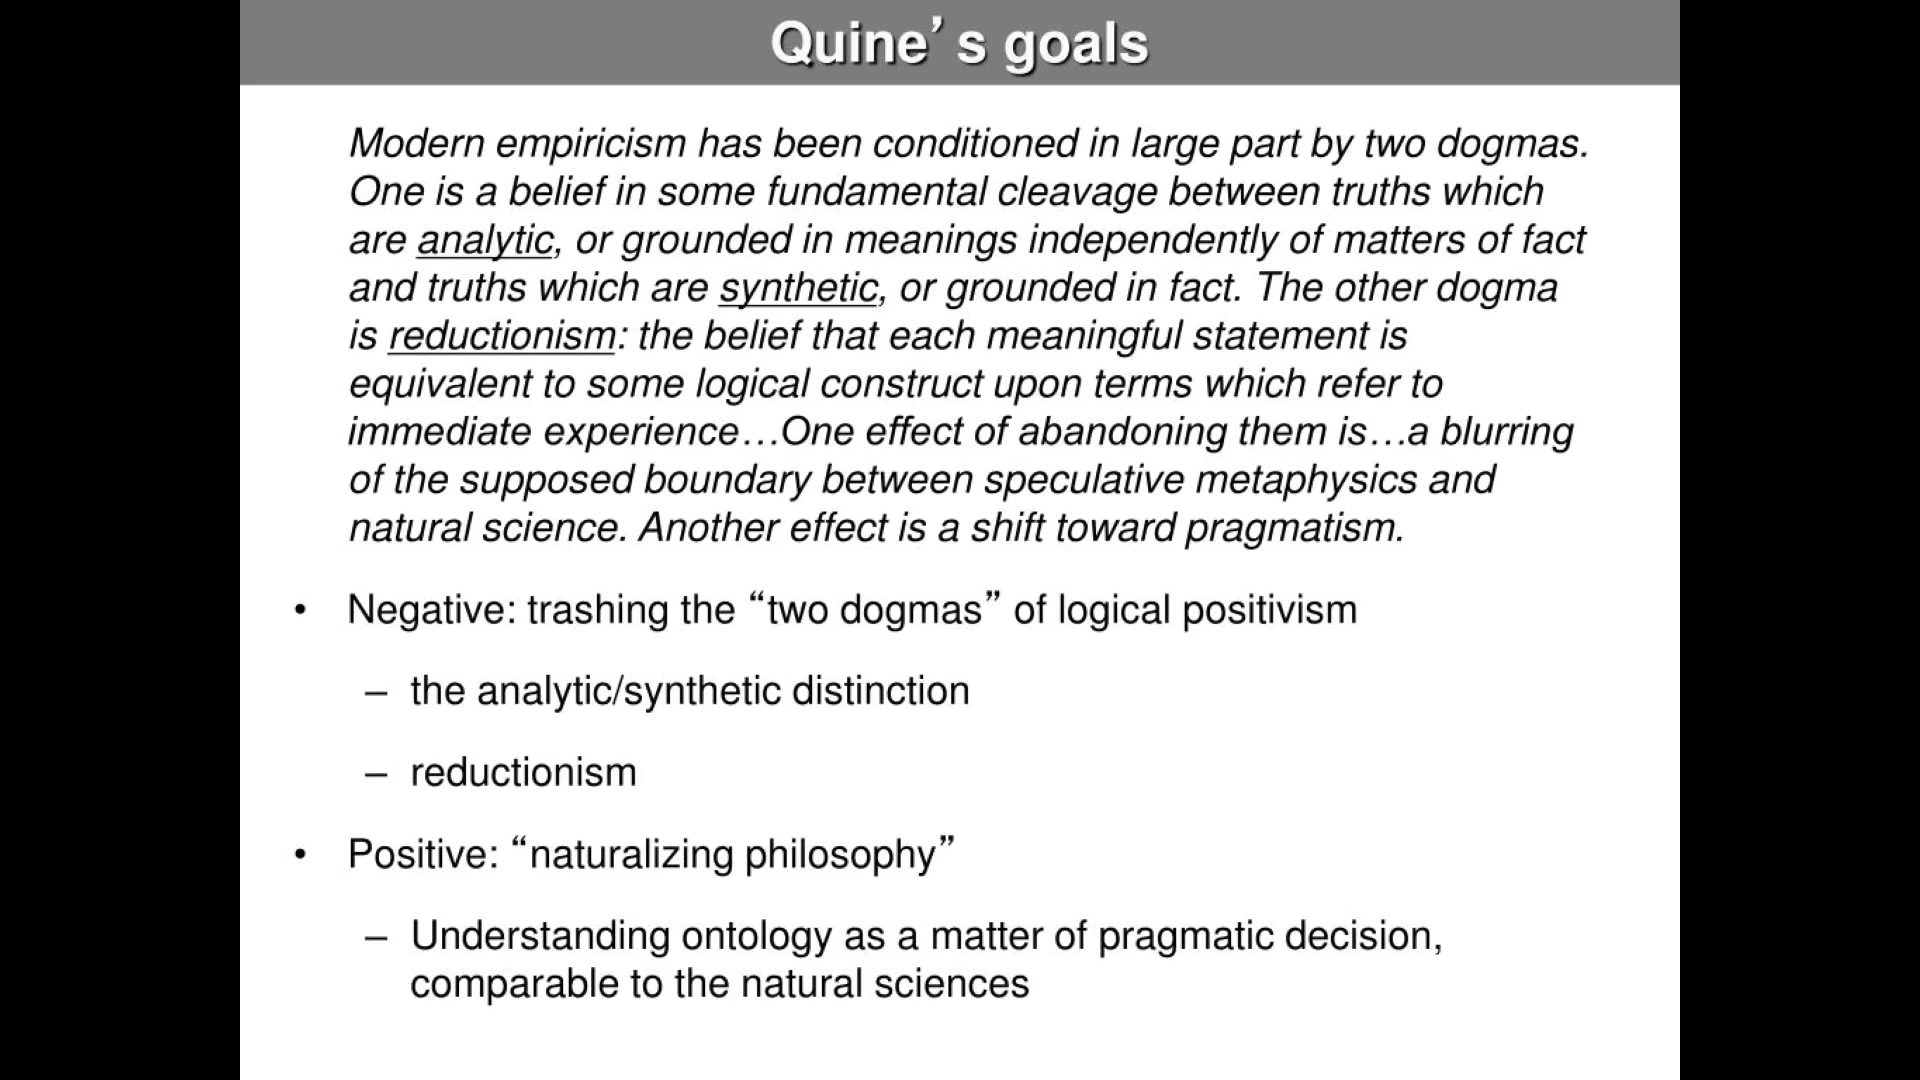 Quine’s goals
Modern empiricism has been conditioned in large part by two dogmas.
One is a belief in some fundamental cleavage between truths which
are analytic, or grounded in meanings independently of matters of fact
and truths which are synthetic, or grounded in fact. The other dogma
is reductionism: the belief that each meaningful statement is
equivalent to some logical construct upon terms which refer to
immediate experience…One effect of abandoning them is…a blurring
of the supposed boundary between speculative metaphysics and
natural science. Another effect is a shift toward pragmatism.
• Negative: trashing the “two dogmas” of logical positivism
– the analytic/synthetic distinction
– reductionism
• Positive: “naturalizing philosophy”
– Understanding ontology as a matter of pragmatic decision,
comparable to the natural sciences